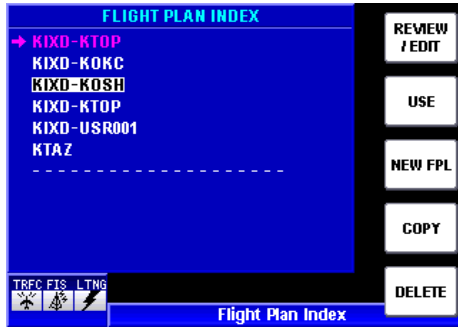 FLIGHT PLAN INDEX
➔ KIXD-KTOP
KIXD-KOKC
KIXD-KOSH
KIXD-KTOP
KIXD-USR001
KTAZ
- - - - - - - - - - - - - - - - - - - -
REVIEW
/ EDIT
USE
NEW FPL
COPY
DELETE
TRFC FIS LTNG
Flight Plan Index